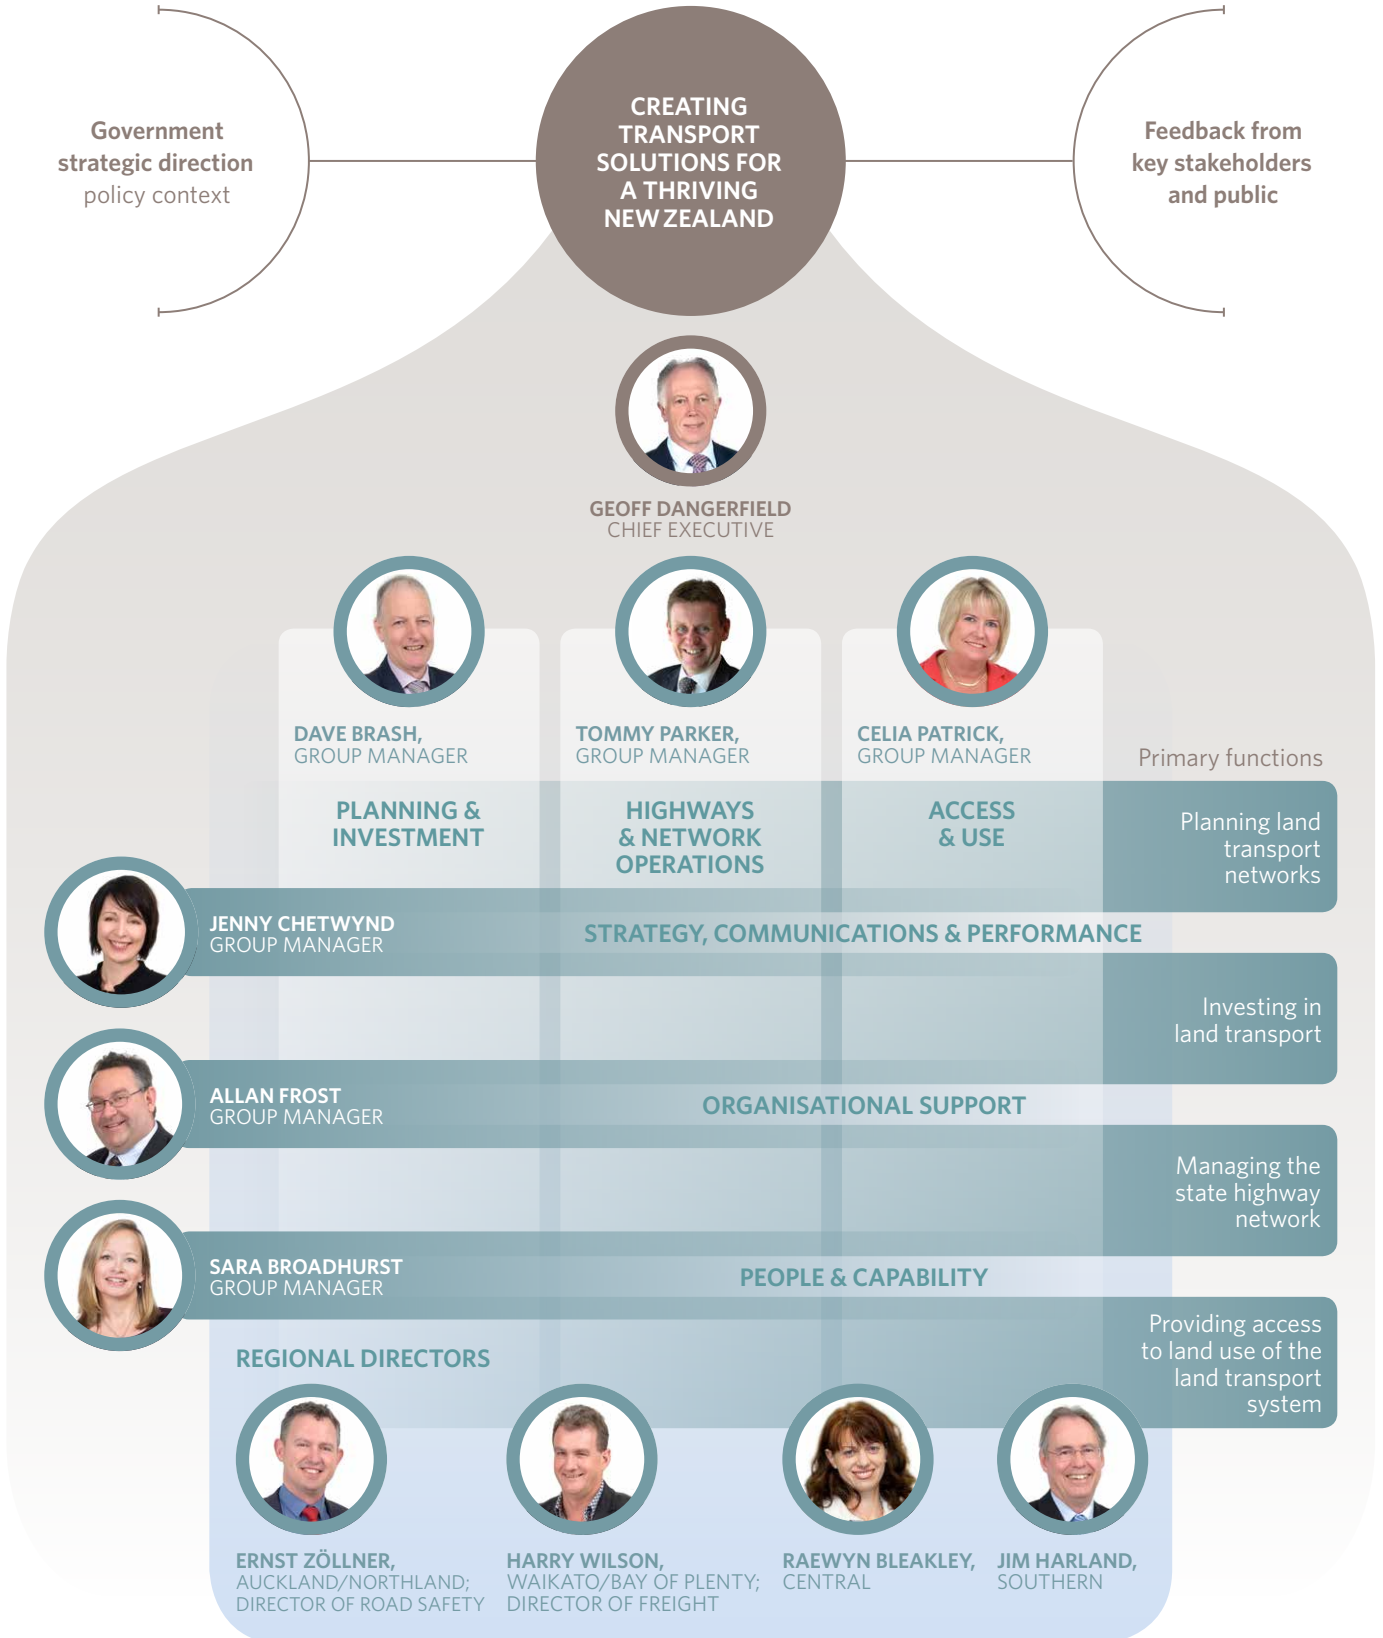 Government
strategic direction
policy context
CREATING
TRANSPORT
SOLUTIONS FOR
A THRIVING
NEW ZEALAND
Feedback from
key stakeholders
and public
GEOFF DANGERFIELD
CHIEF EXECUTIVE
DAVE BRASH,
GROUP MANAGER
TOMMY PARKER,
GROUP MANAGER
CELIA PATRICK,
GROUP MANAGER
Primary functions
PLANNING &
INVESTMENT
HIGHWAYS
& NETWORK
OPERATIONS
ACCESS
& USE
Planning land
transport
networks
JENNY CHETWYND
GROUP MANAGER
STRATEGY, COMMUNICATIONS & PERFORMANCE
Investing in
land transport
ALLAN FROST
GROUP MANAGER
ORGANISATIONAL SUPPORT
Managing the
state highway
network
SARA BROADHURST
GROUP MANAGER
PEOPLE & CAPABILITY
Providing access
to land use of the
land transport
system
REGIONAL DIRECTORS
ERNST ZÖLLNER,
AUCKLAND/NORTHLAND;
DIRECTOR OF ROAD SAFETY
HARRY WILSON,
WAIKATO/BAY OF PLENTY;
DIRECTOR OF FREIGHT
RAEWYN BLEAKLEY,
CENTRAL
JIM HARLAND,
SOUTHERN